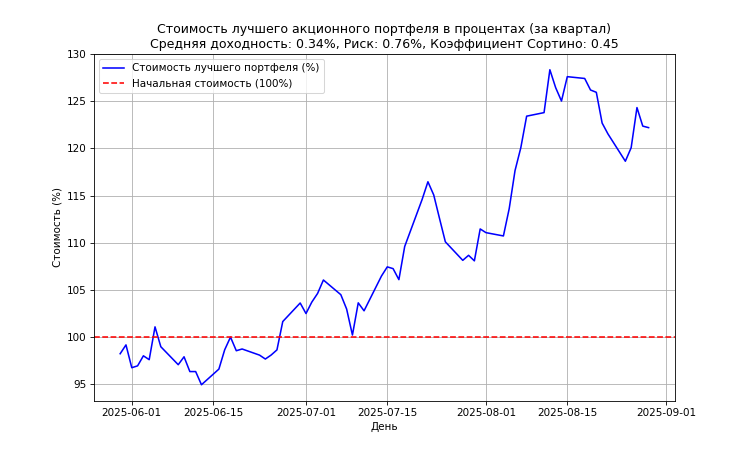 Стоимость лучшего акционного портфеля в процентах (за квартал)
Средняя доходность: 0.34%, Риск: 0.76%, Коэффициент Сортино: 0.45
130
Стоимость лучшего портфеля (%)
Начальная стоимость (100%)
125
120
115
110
105
100
95
Стоимость (%)
2025-06-01
2025-06-15
2025-07-01
2025-07-15
2025-08-01
2025-08-15
2025-09-01
День